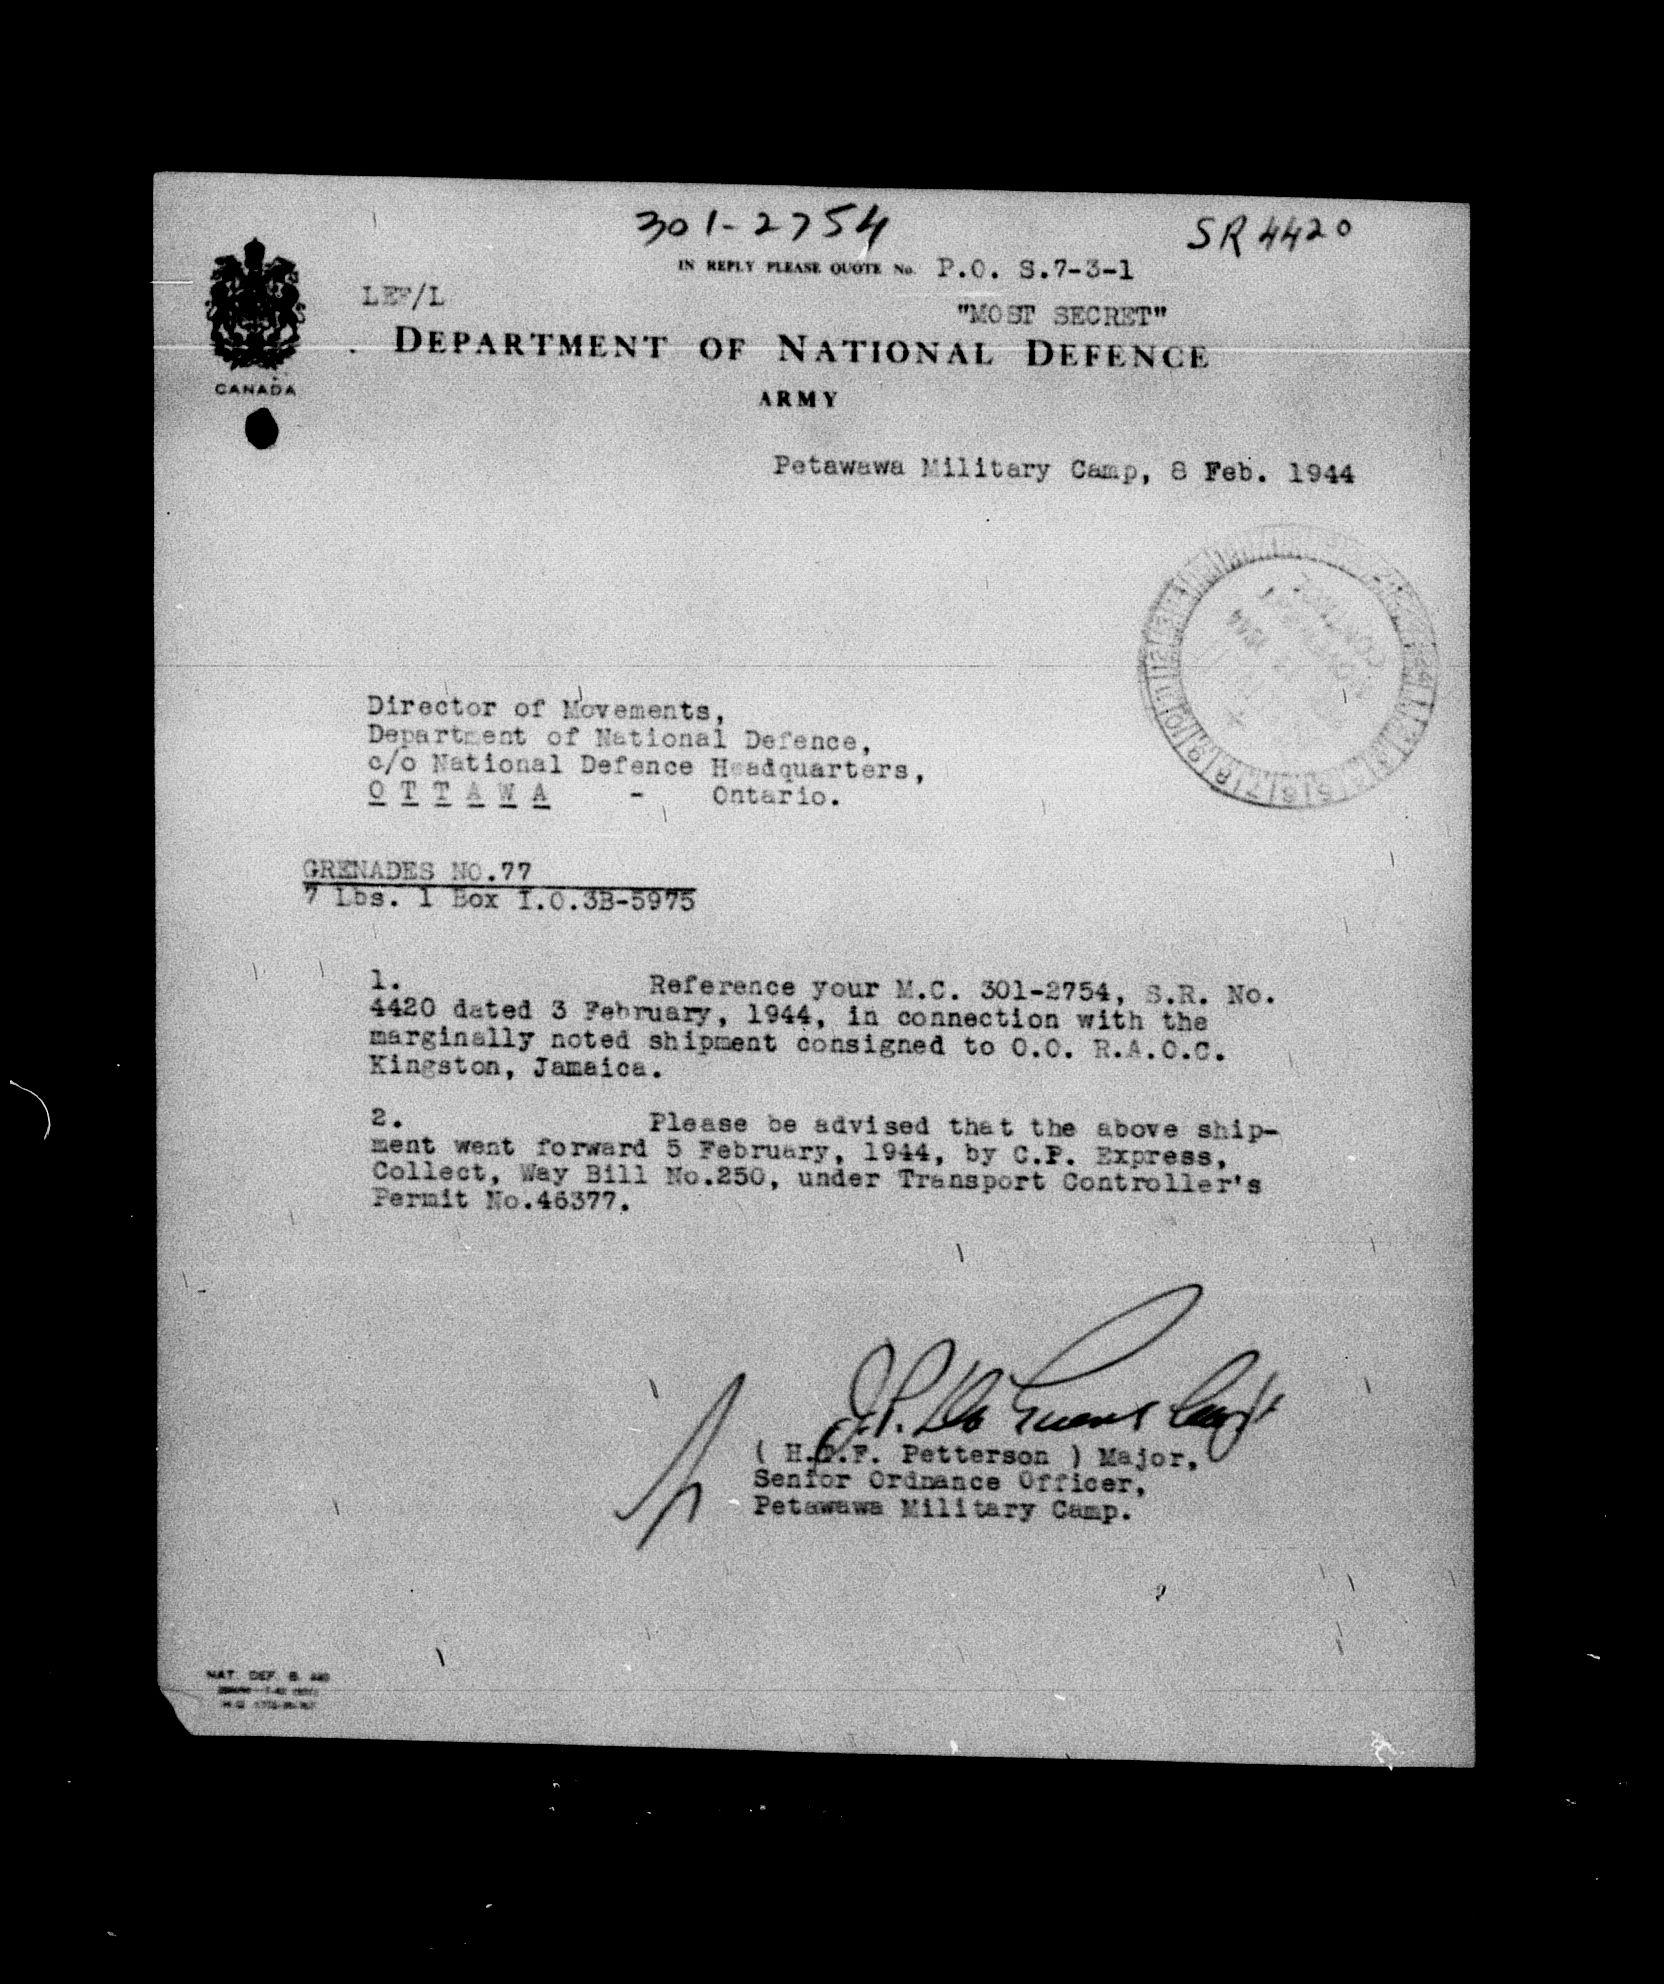 301-2754
SR 4420
IN REPLY PLEASE QUOTE No. P.O. S.7-3-1
LEF/L
"MOST SECRET"
DEPARTMENT OF NATIONAL DEFENCE
CANADA
ARMY
Petawawa Military Camp, 8 Feb. 1944
Director of Movements,
Department of National Defence,
c/o National Defence Headquarters,
O T T A W A - Ontario.
GRENADES NO.77
7 Lbs. 1 Box I.O.3B-5975
1. Reference your M.C. 301-2754, S.R. No.
4420 dated 3 February, 1944, in connection with the
marginally noted shipment consigned to O.O. R.A.O.C.
Kingston, Jamaica.
2. Please be advised that the above ship-
ment went forward 5 February, 1944, by C.P. Express,
Collect, Way Bill No.250, under Transport Controller's
Permit No.46377.
( H. F. Petterson ) Major,
Senior Ordnance Officer,
Petawawa Military Camp.
NAT. DEF. B.